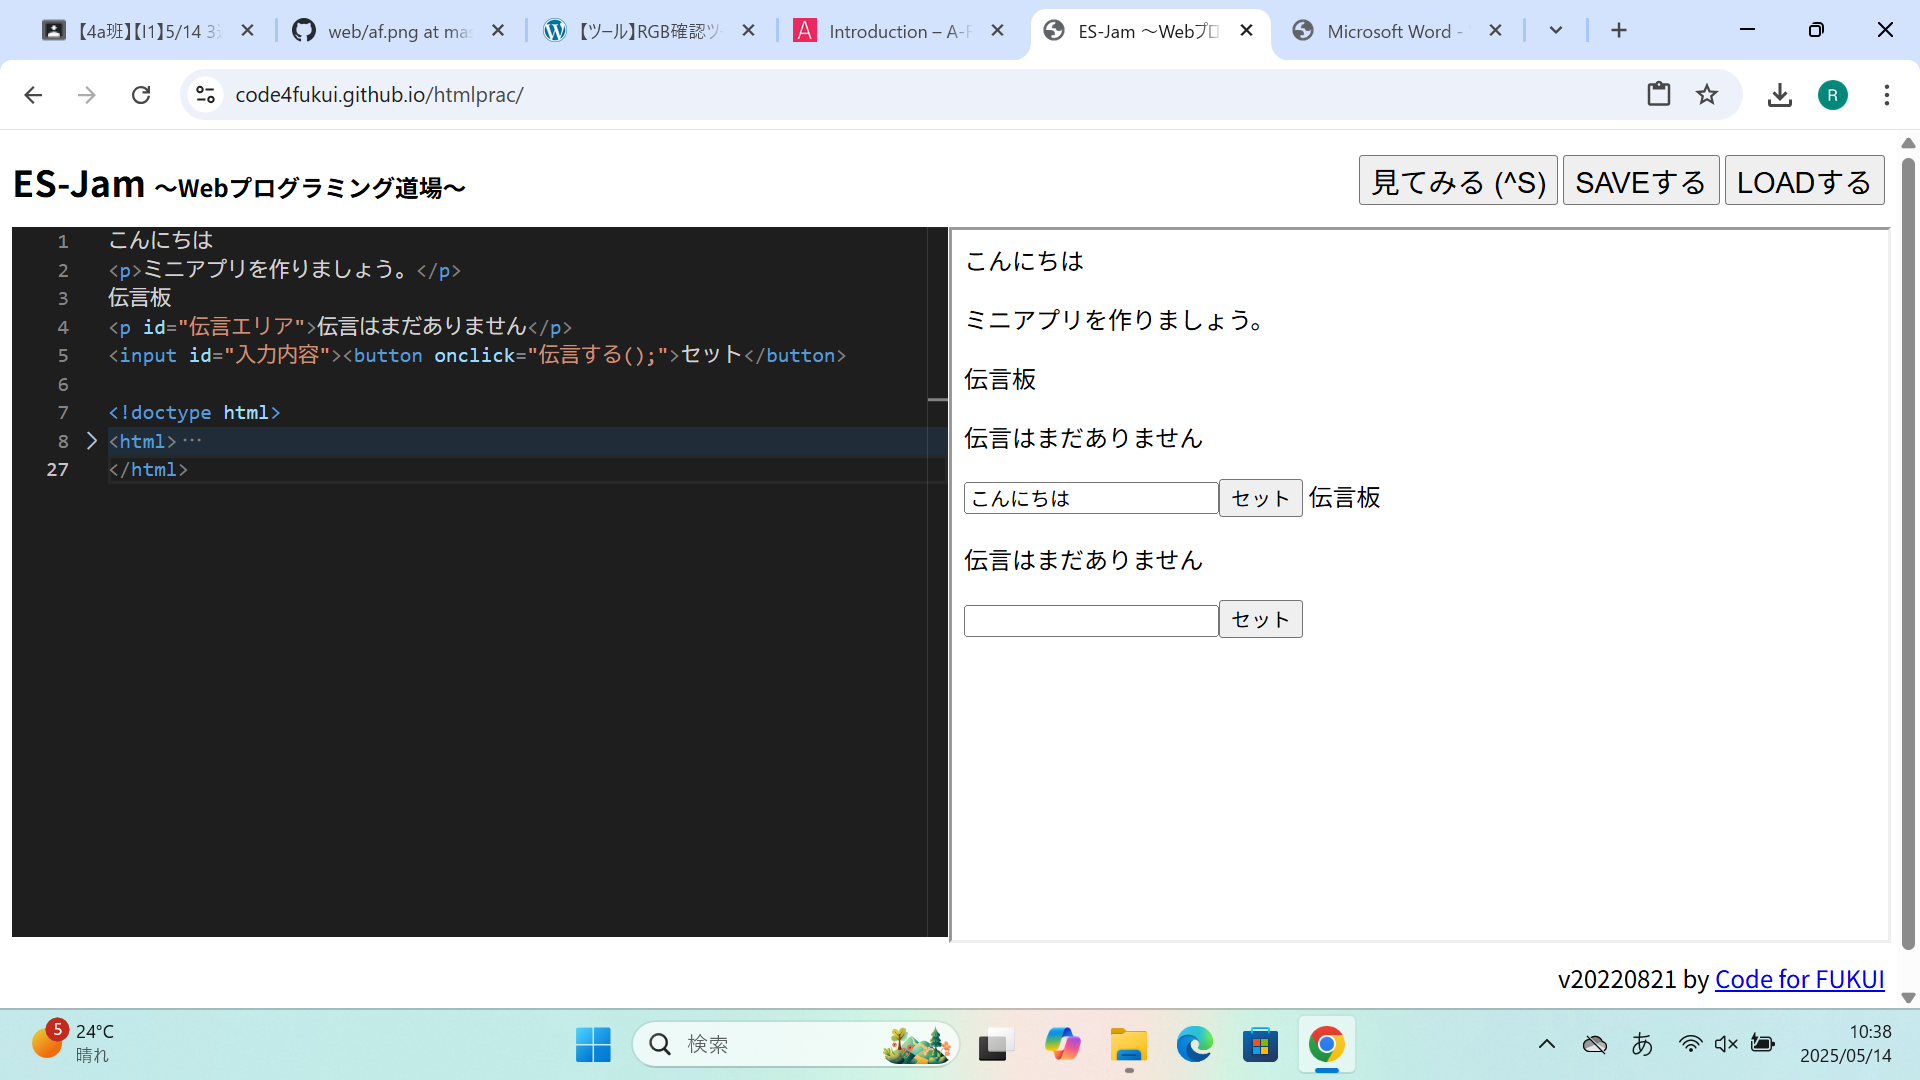 【4a班】【I1】5/14 3
web/af.png at mas
【ツール】RGB確認ツ
Introduction – A-F
ES-Jam ～Webプロ
Microsoft Word -
code4fukui.github.io/htmlprac/
R
ES-Jam ～Webプログラミング道場～
見てみる (^S) SAVEする LOADする
1 こんにちは
2 <p>ミニアプリを作りましょう。</p>
3 伝言板
4 <p id="伝言エリア">伝言はまだありません</p>
5 <input id="入力内容"><button onclick="伝言する();">セット</button>
6
7 <!doctype html>
8 <html>…
27 </html>
こんにちは
ミニアプリを作りましょう。
伝言板
伝言はまだありません
こんにちは セット 伝言板
伝言はまだありません
セット
v20220821 by Code for FUKUI
5
24°C
晴れ
検索
あ
10:38
2025/05/14